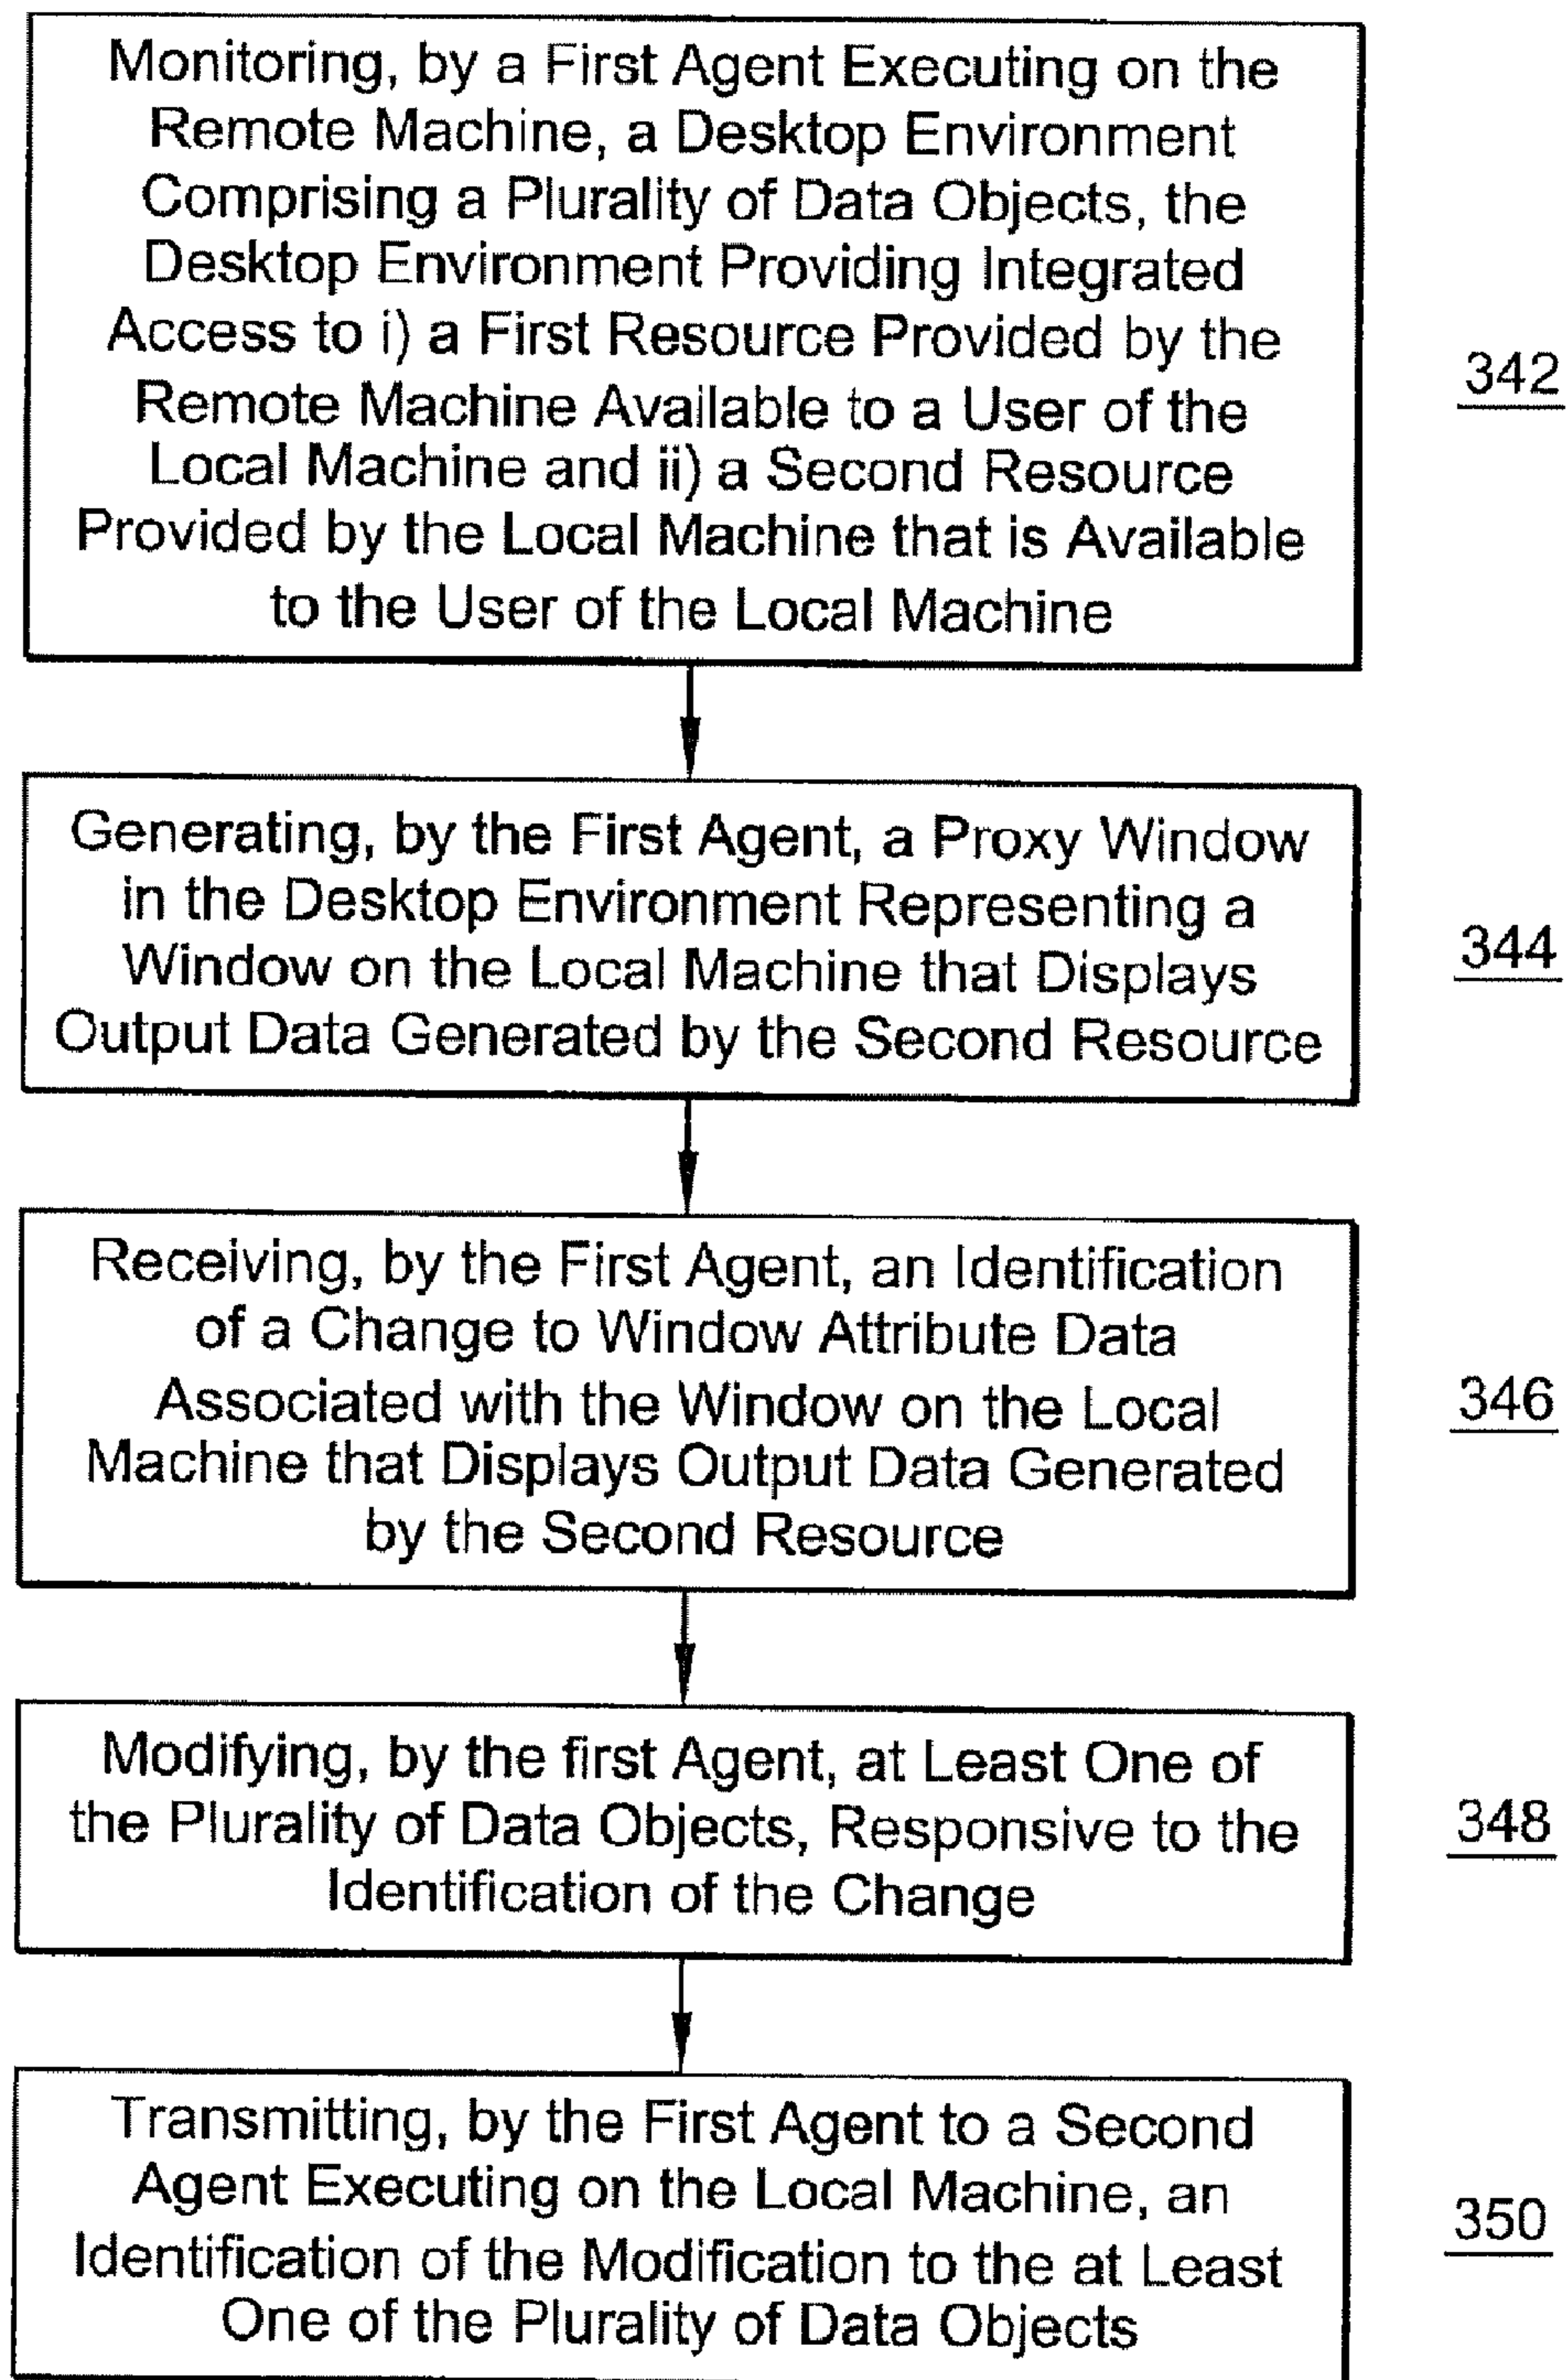 Monitoring, by a First Agent Executing on the
Remote Machine, a Desktop Environment
Comprising a Plurality of Data Objects, the
Desktop Environment Providing Integrated
Access to i) a First Resource Provided by the
Remote Machine Available to a User of the
Local Machine and ii) a Second Resource
Provided by the Local Machine that is Available
to the User of the Local Machine
342
Generating, by the First Agent, a Proxy Window
in the Desktop Environment Representing a
Window on the Local Machine that Displays
Output Data Generated by the Second Resource
344
Receiving, by the First Agent, an Identification
of a Change to Window Attribute Data
Associated with the Window on the Local
Machine that Displays Output Data Generated
by the Second Resource
346
Modifying, by the first Agent, at Least One of
the Plurality of Data Objects, Responsive to the
Identification of the Change
348
Transmitting, by the First Agent to a Second
Agent Executing on the Local Machine, an
Identification of the Modification to the at Least
One of the Plurality of Data Objects
350